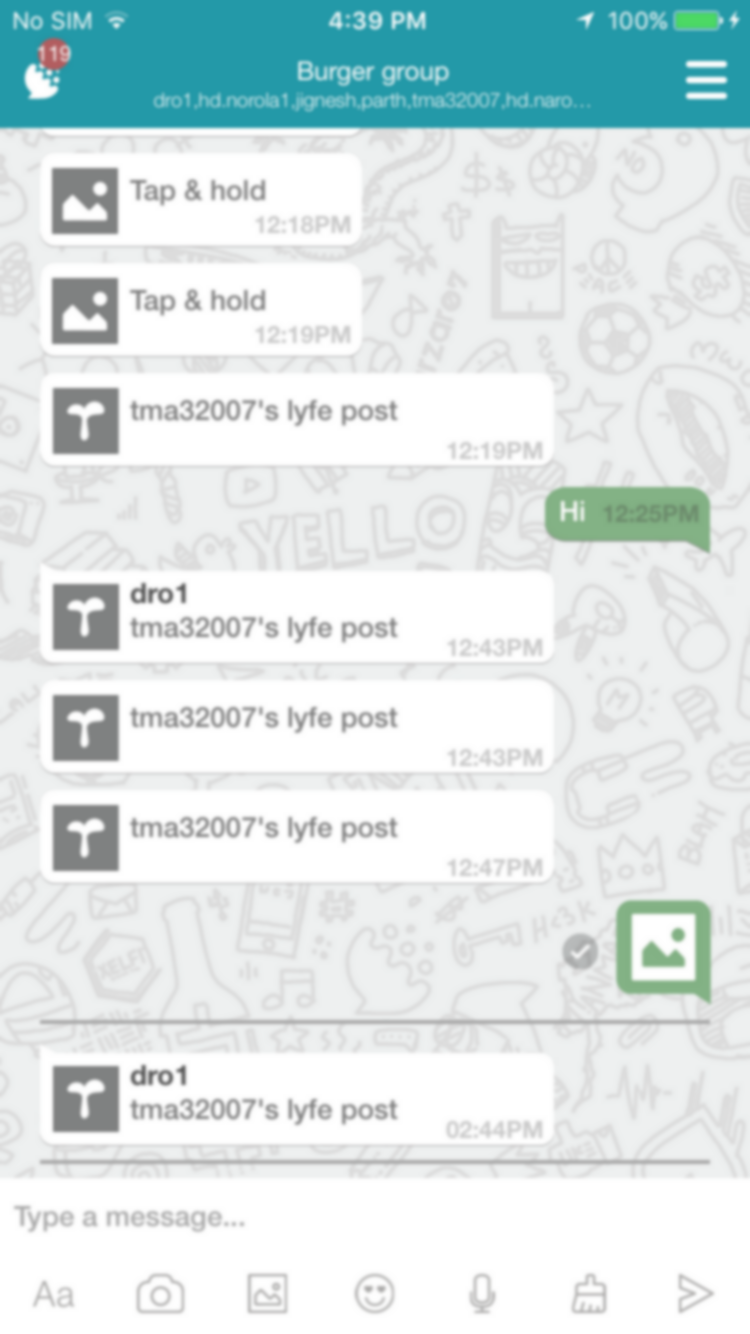 No SIM 4:39 PM 100%
119
Burger group
dro1,hd.norola1,jignesh,parth,tma32007,hd.naro...
Tap & hold
12:18PM
Tap & hold
12:19PM
tma32007's lyfe post
12:19PM
Hi 12:25PM
YELLO
dro1
tma32007's lyfe post
12:43PM
tma32007's lyfe post
12:43PM
tma32007's lyfe post
12:47PM
dro1
tma32007's lyfe post
02:44PM
BLAH
Type a message...
Aa